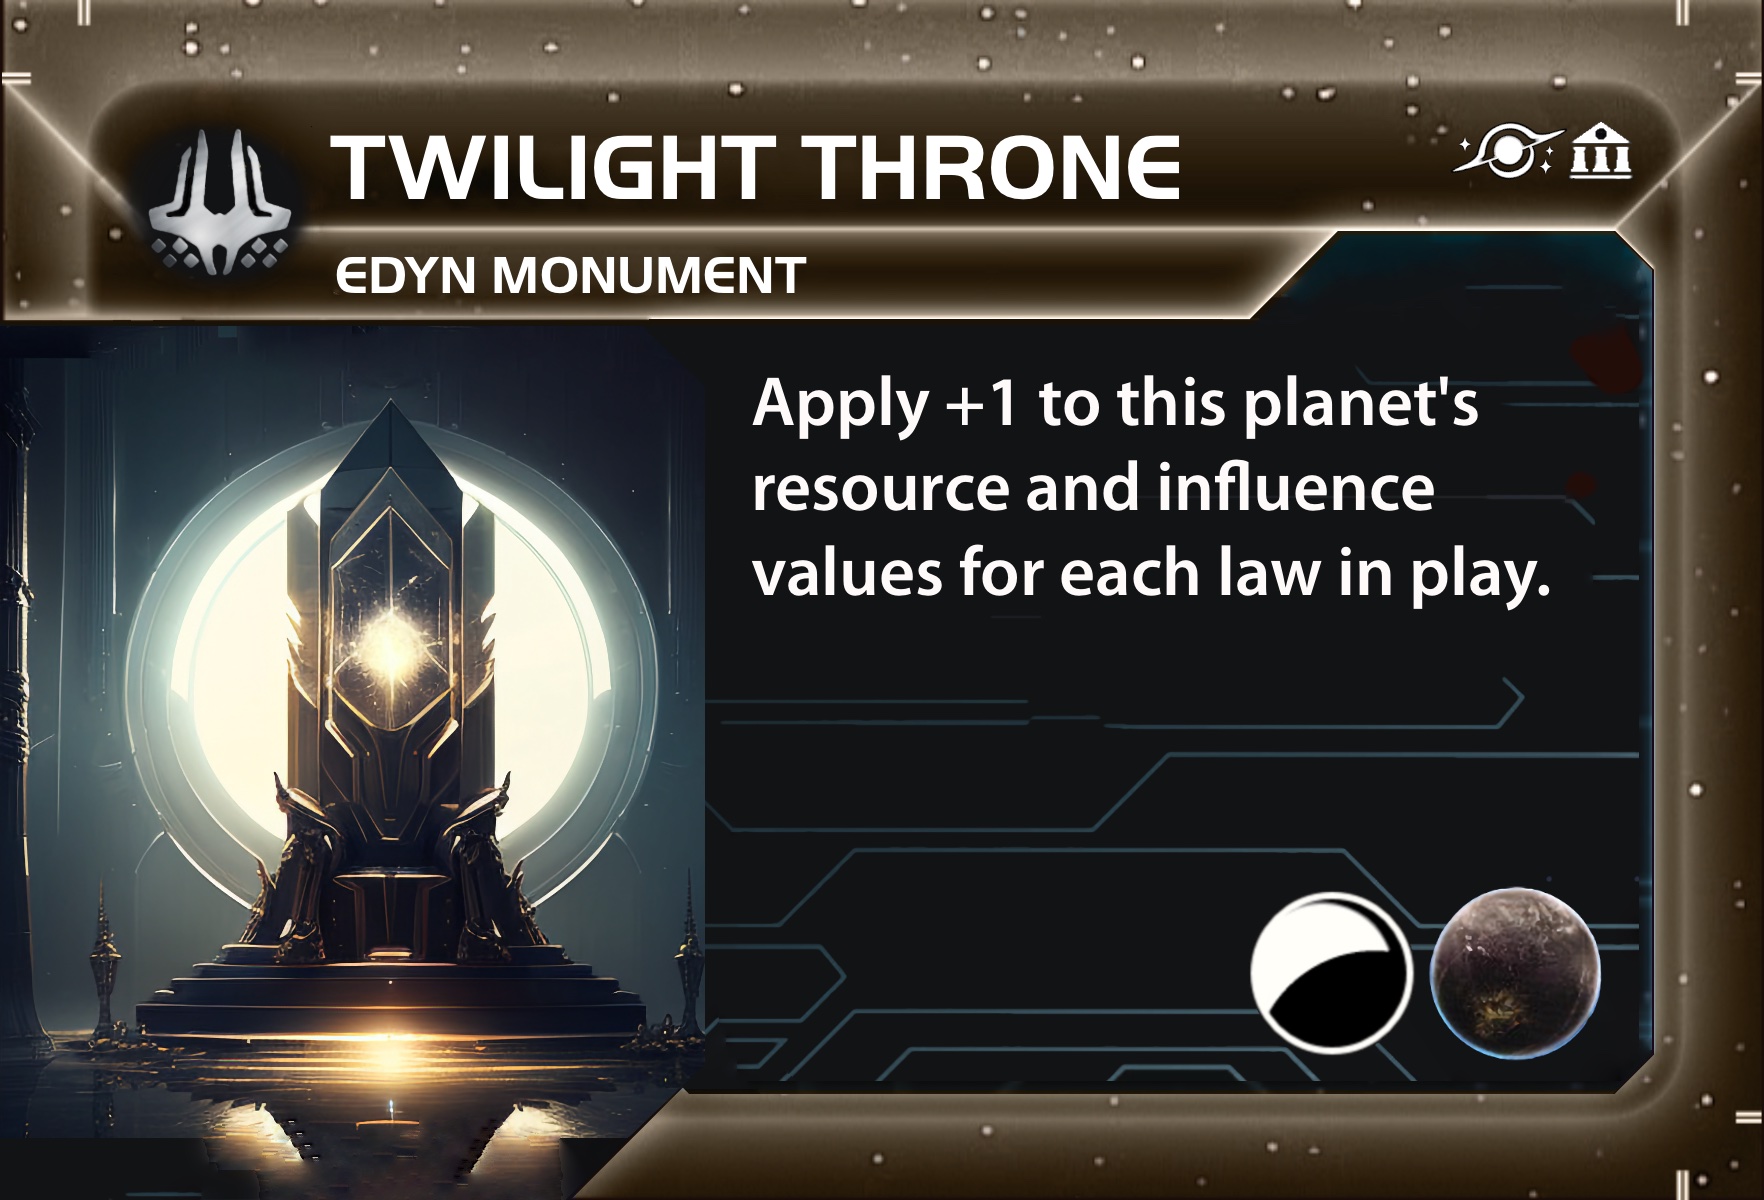 TWILIGHT THRONE
EDYN MONUMENT
Apply +1 to this planet's
resource and influence
values for each law in play.